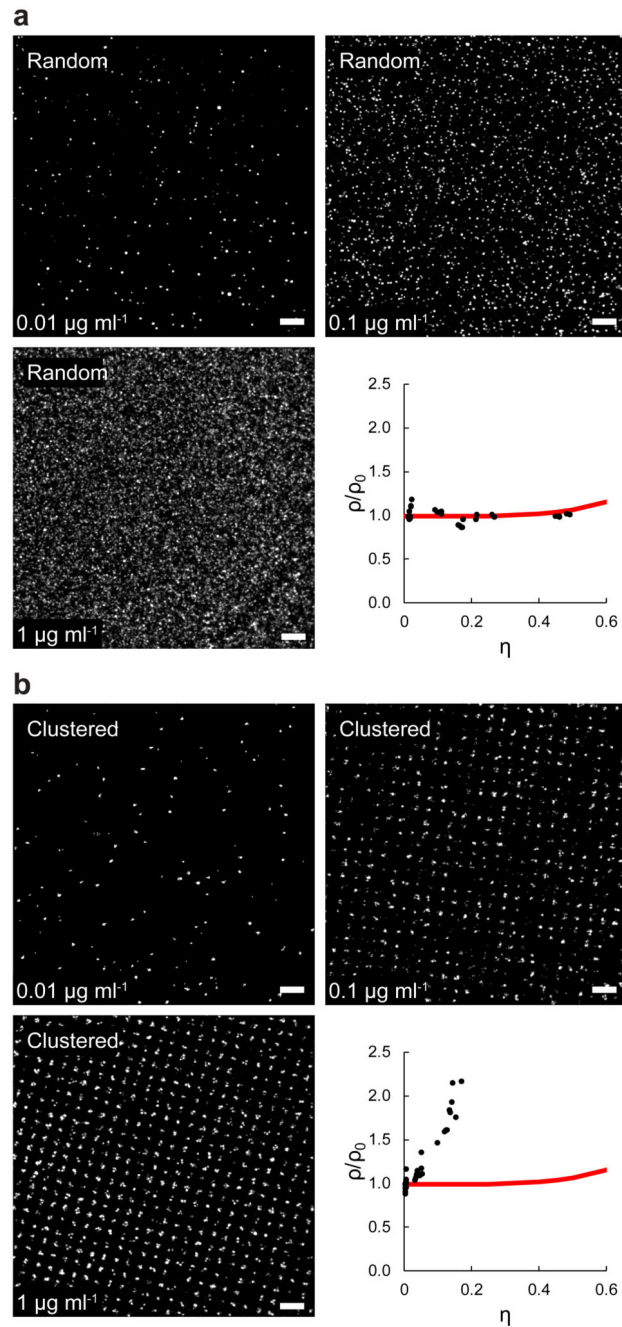 a
Random
0.01 µg ml⁻¹
Random
0.1 µg ml⁻¹
Random
1 µg ml⁻¹
2.5
2.0
1.5
1.0
0.5
0.0
ρ/ρ₀
0
0.2
0.4
0.6
η
b
Clustered
0.01 µg ml⁻¹
Clustered
0.1 µg ml⁻¹
Clustered
1 µg ml⁻¹
2.5
2.0
1.5
1.0
0.5
0.0
ρ/ρ₀
0
0.2
0.4
0.6
η